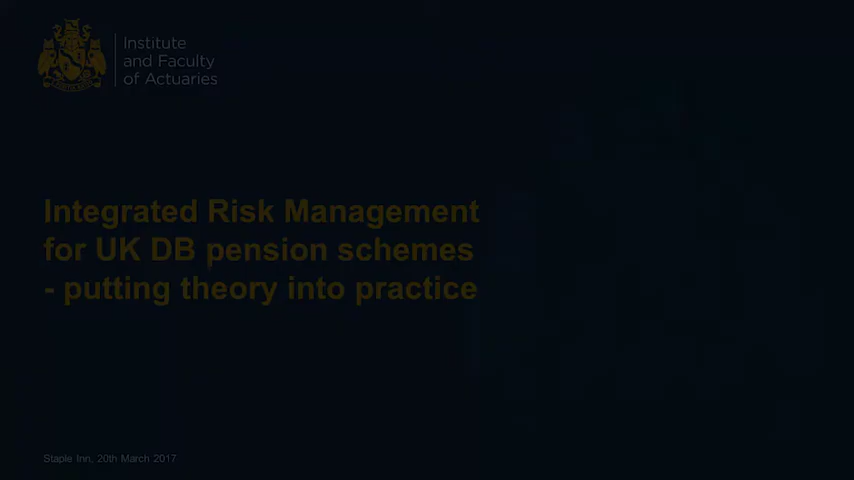 Institute
and Faculty
of Actuaries
Integrated Risk Management
for UK DB pension schemes
- putting theory into practice
Staple Inn, 20th March 2017